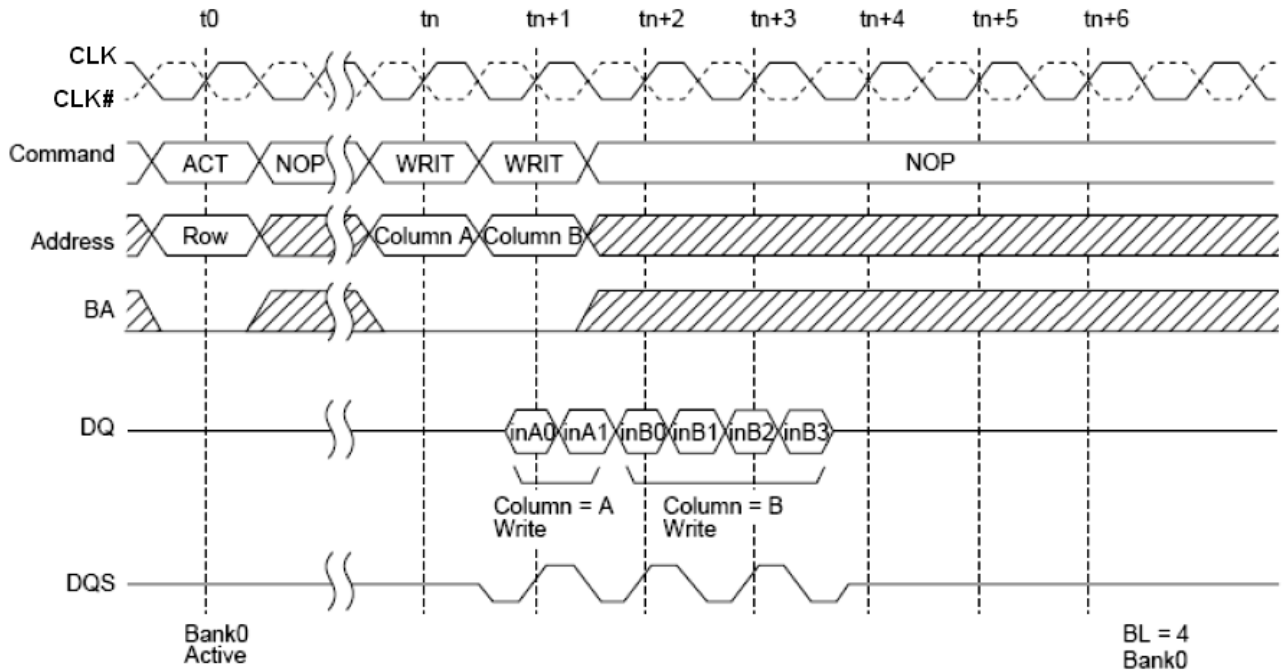 t0 tn tn+1 tn+2 tn+3 tn+4 tn+5 tn+6
CLK
CLK#
Command ACT NOP WRIT WRIT NOP
Address Row Column A Column B
BA
DQ inA0 inA1 inB0 inB1 inB2 inB3
Column = A Column = B
Write Write
DQS
Bank0 BL = 4
Active Bank0